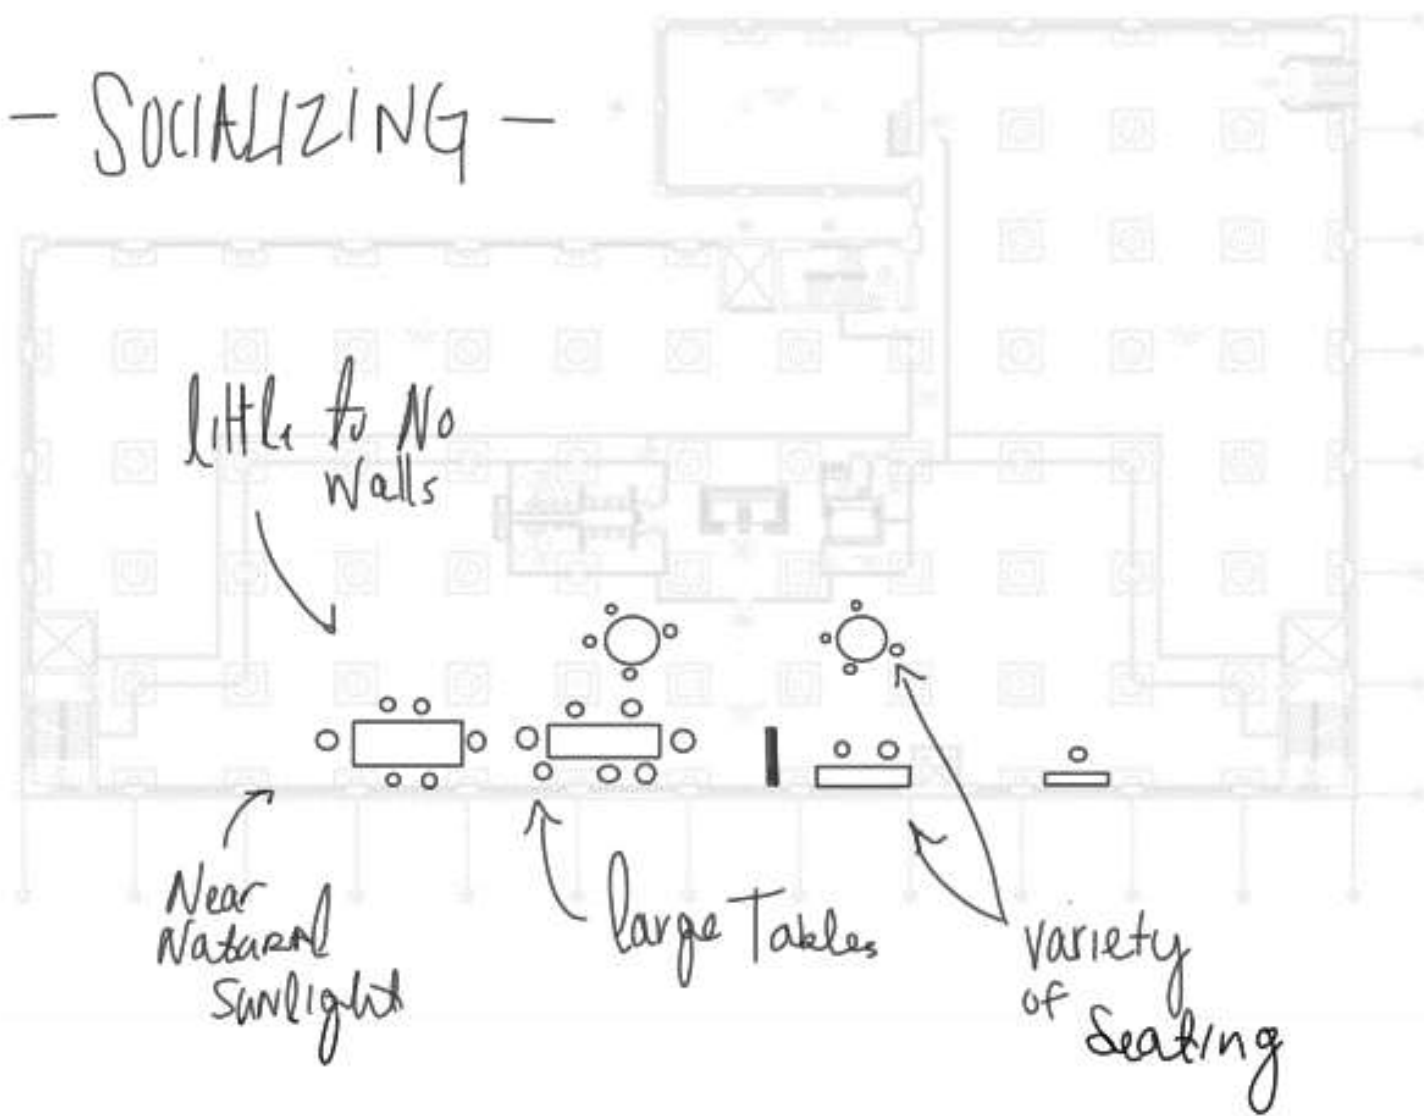 - SOCIALIZING -
little to No
walls
Near
Natural
Sunlight
large Tables
variety
of
Seating